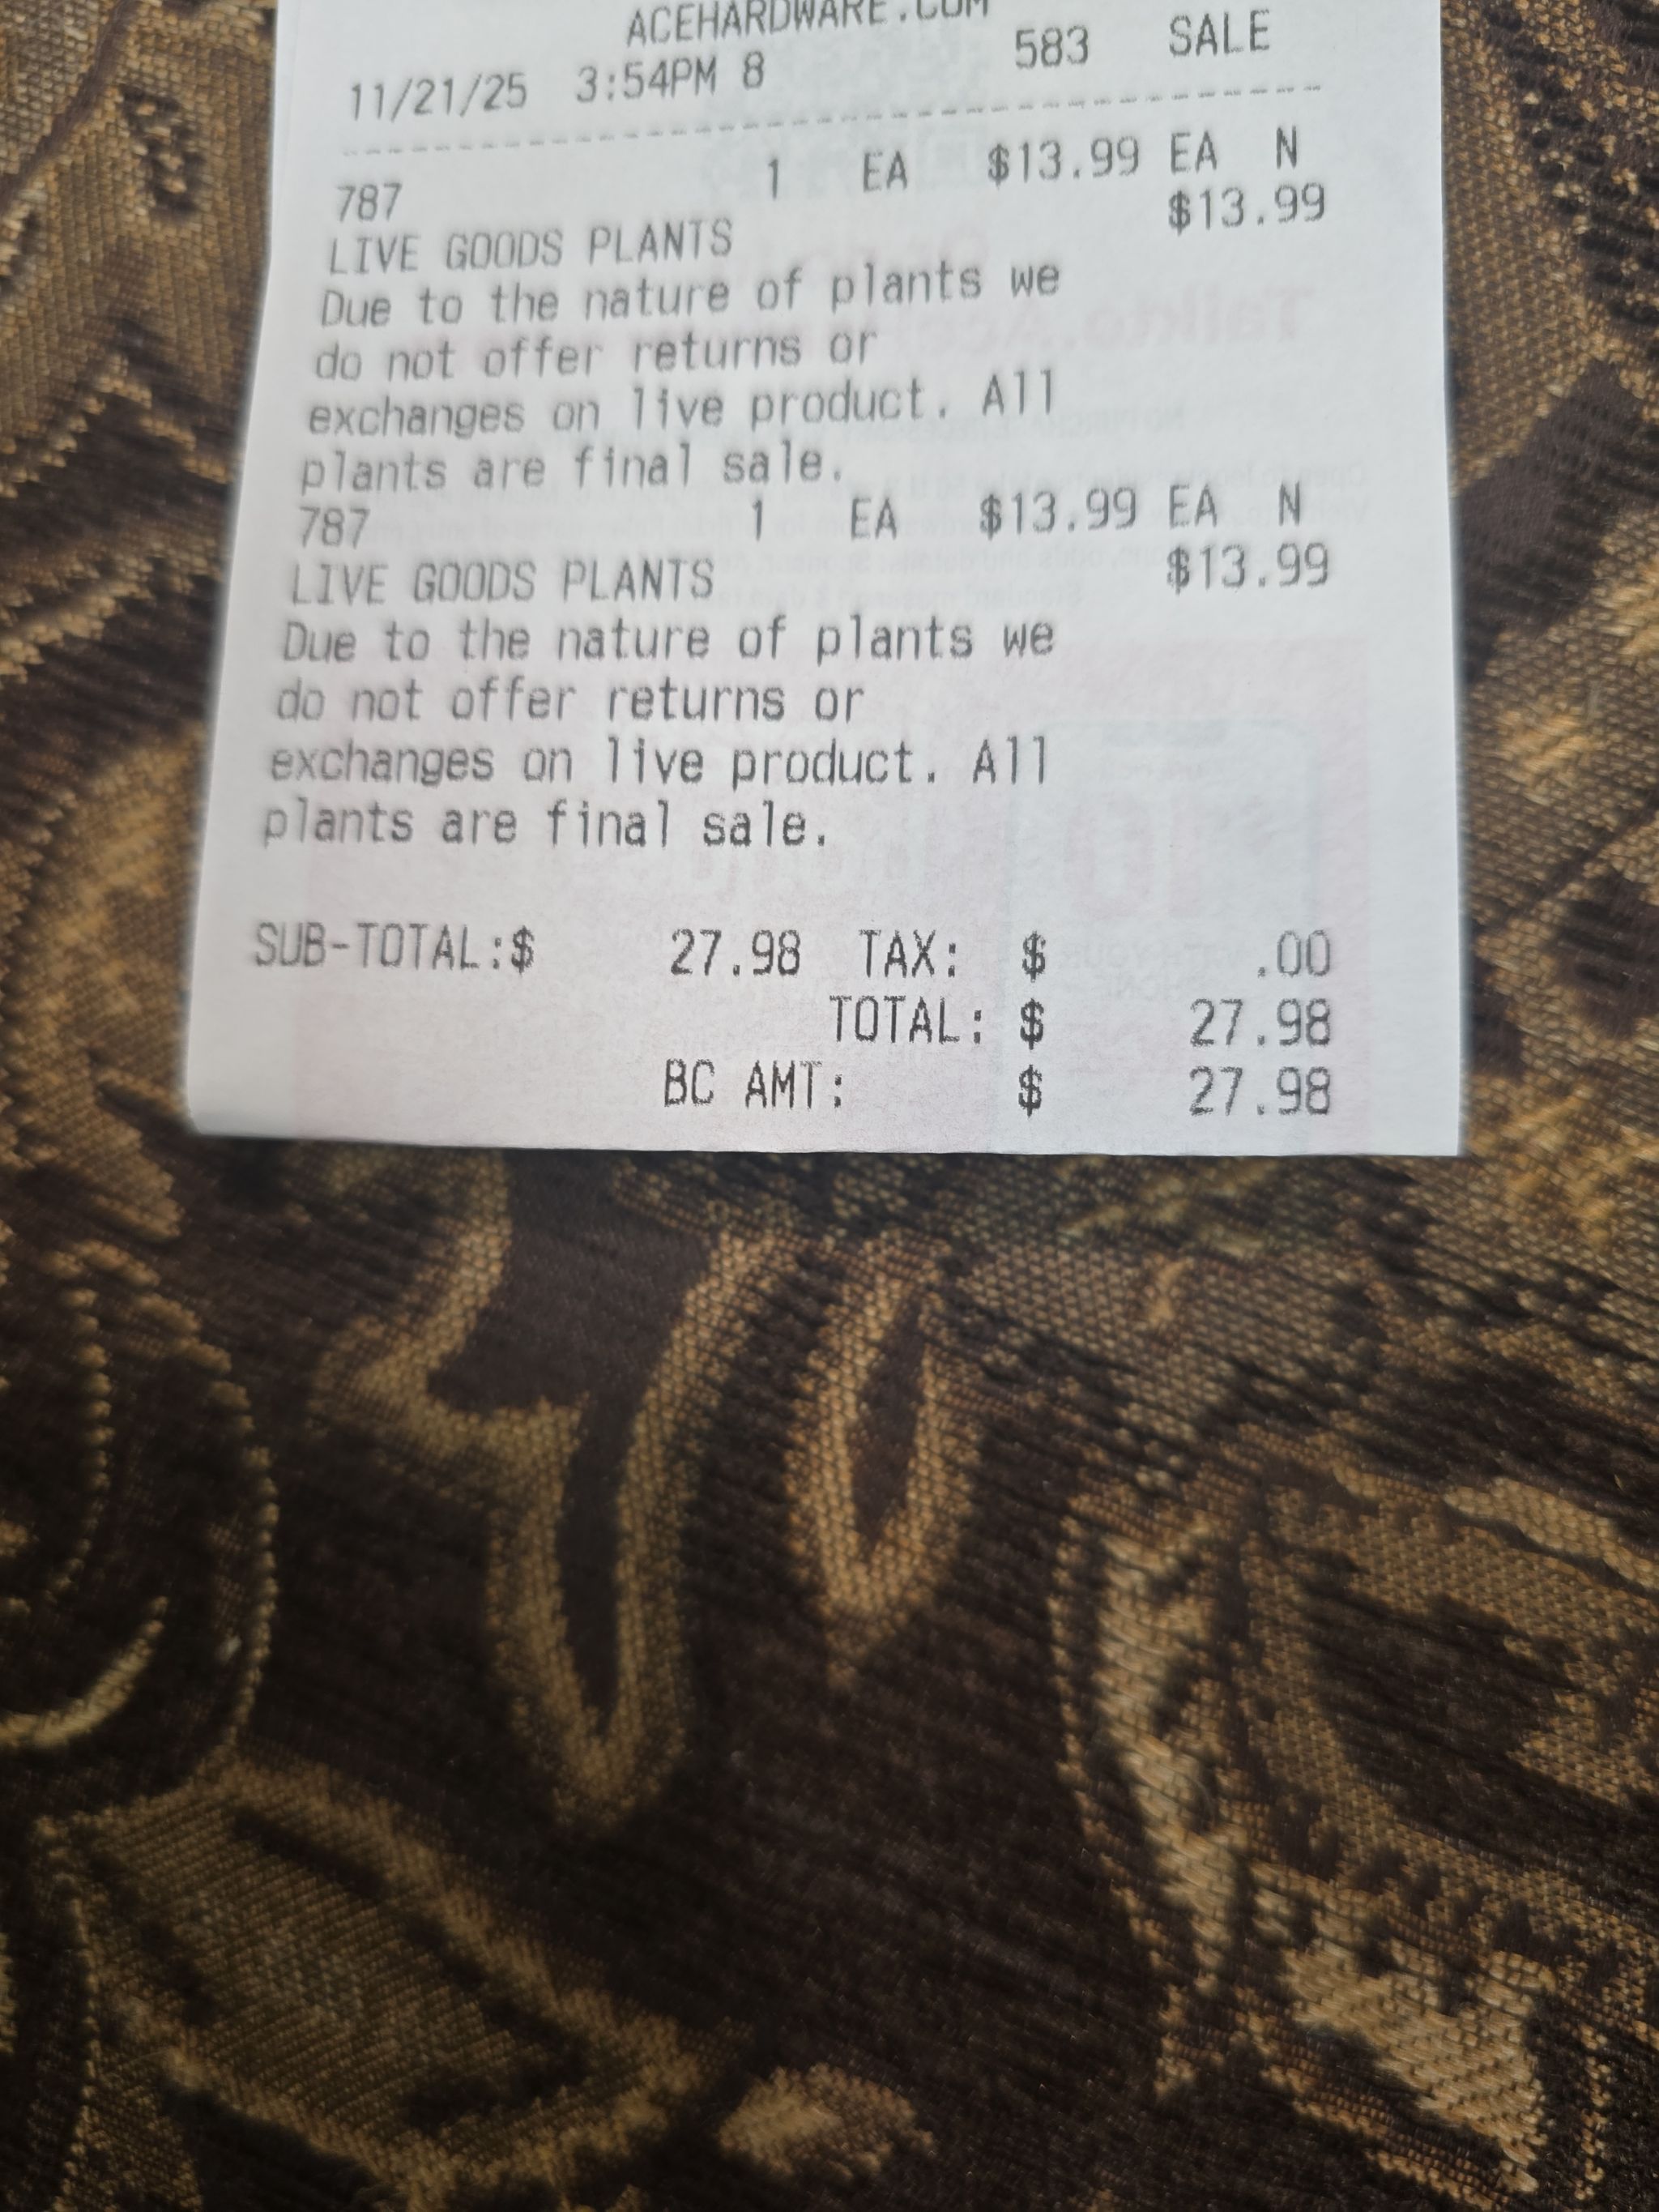 ACEHARDWARE.COM
11/21/25 3:54PM 8 583 SALE
787 1 EA $13.99 EA N
LIVE GOODS PLANTS $13.99
Due to the nature of plants we
do not offer returns or
exchanges on live product. All
plants are final sale.
787 1 EA $13.99 EA N
LIVE GOODS PLANTS $13.99
Due to the nature of plants we
do not offer returns or
exchanges on live product. All
plants are final sale.
SUB-TOTAL:$ 27.98 TAX: $ .00
TOTAL: $ 27.98
BC AMT: $ 27.98